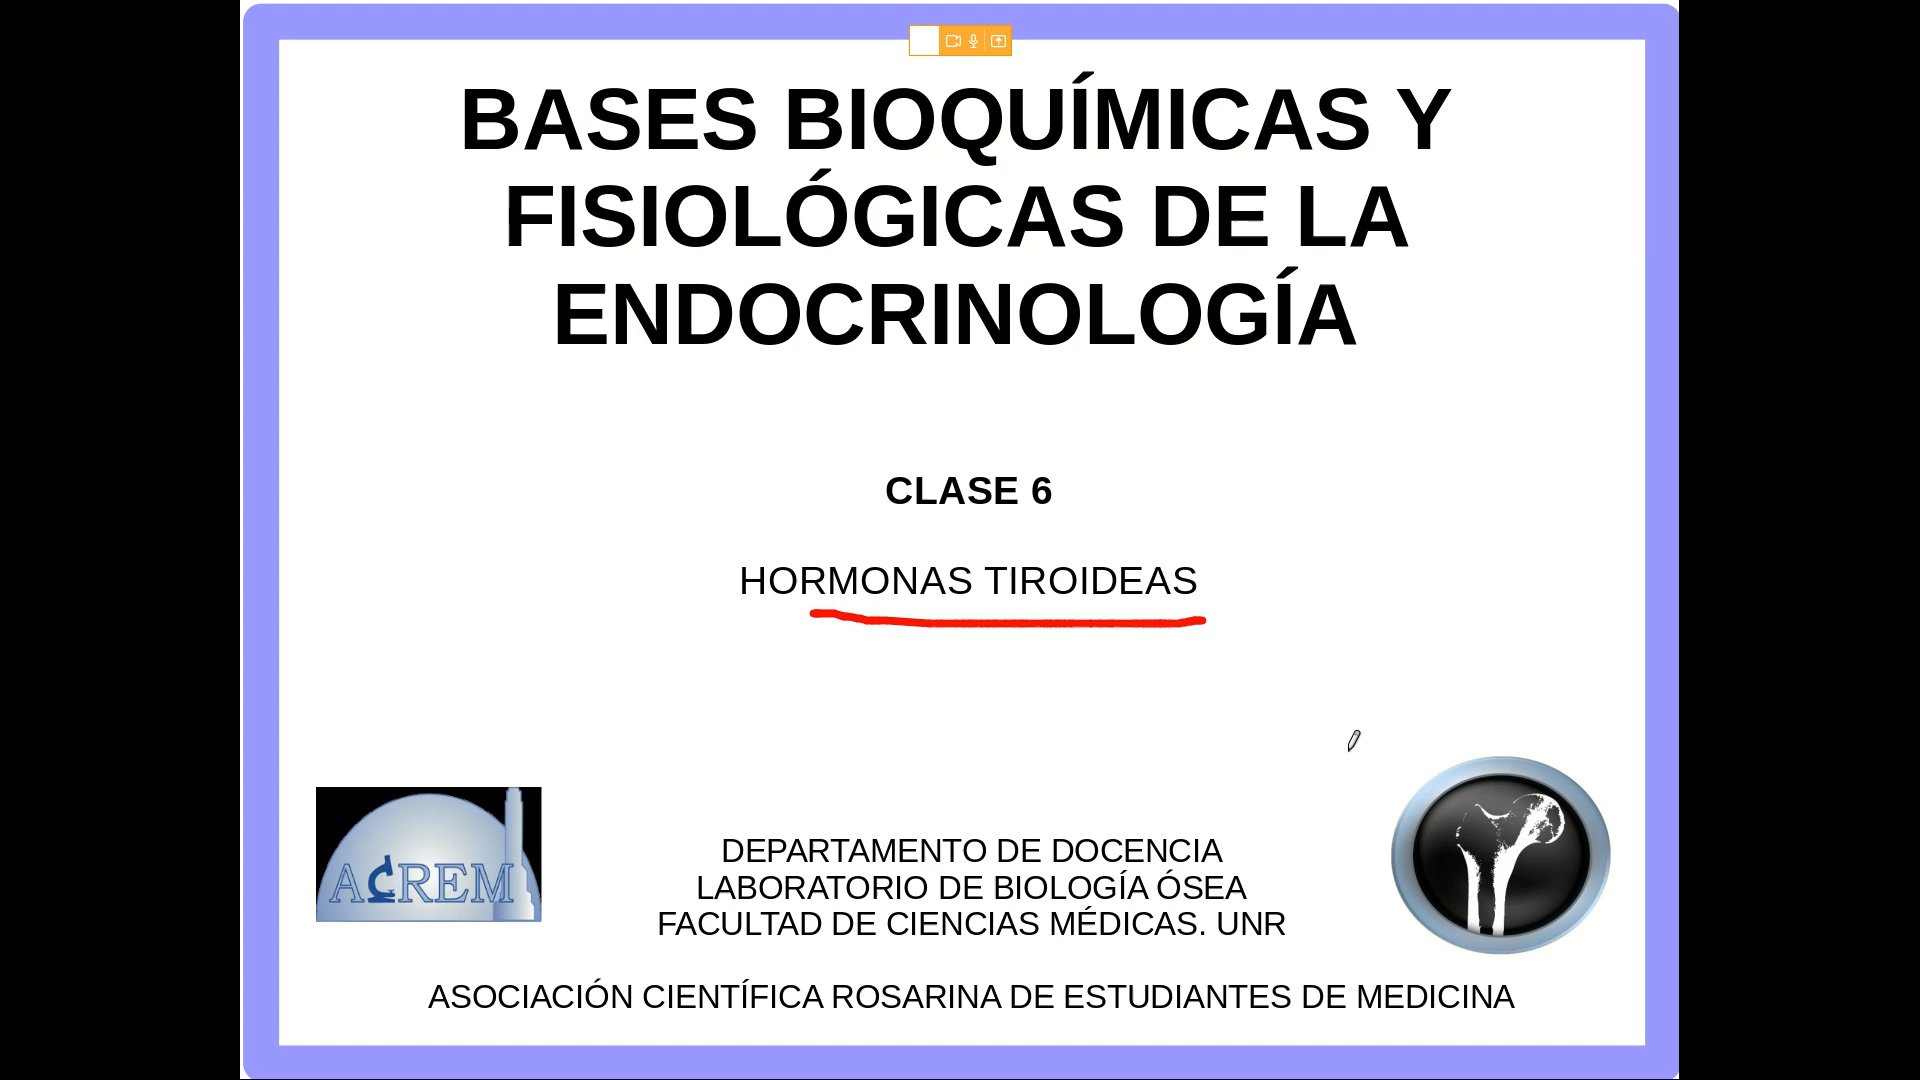 BASES BIOQUÍMICAS Y
FISIOLÓGICAS DE LA
ENDOCRINOLOGÍA
CLASE 6
HORMONAS TIROIDEAS
ACREM
DEPARTAMENTO DE DOCENCIA
LABORATORIO DE BIOLOGÍA ÓSEA
FACULTAD DE CIENCIAS MÉDICAS. UNR
ASOCIACIÓN CIENTÍFICA ROSARINA DE ESTUDIANTES DE MEDICINA